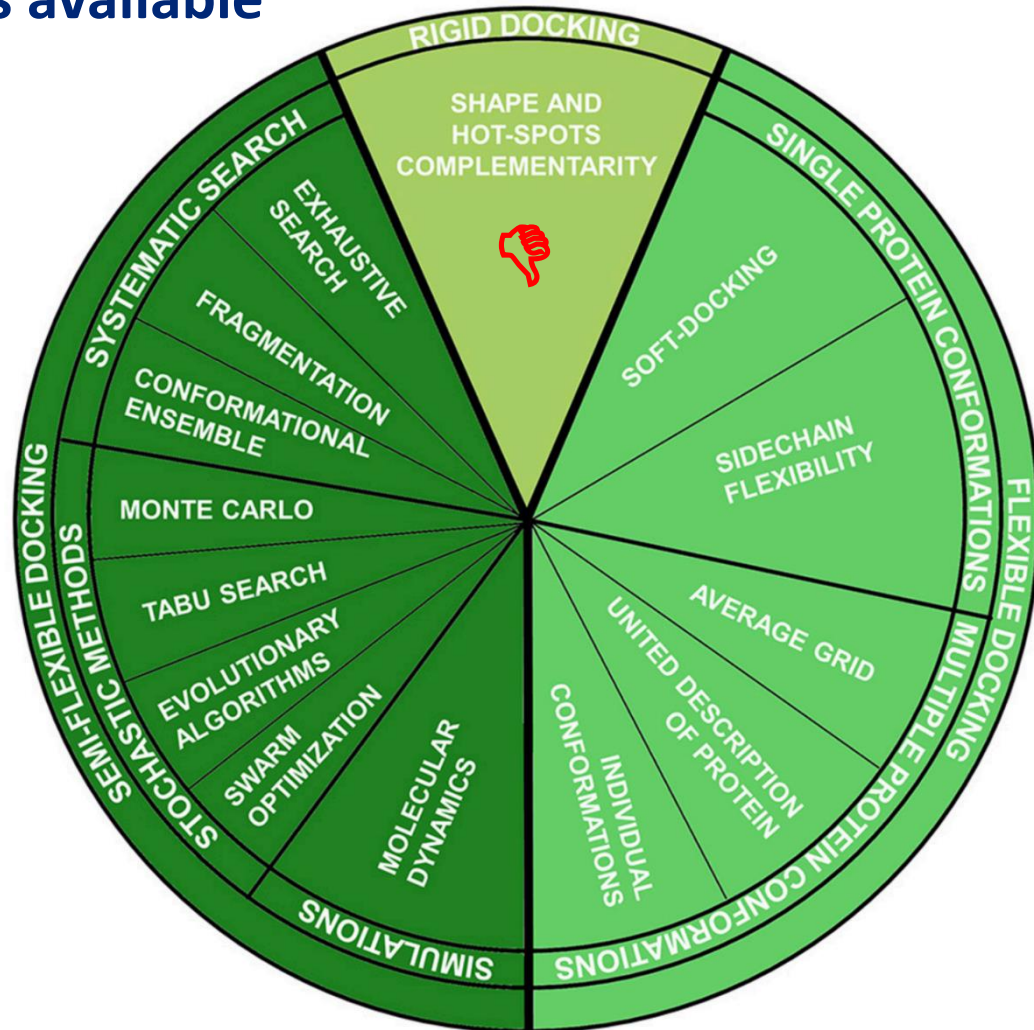 s available
RIGID DOCKING
SHAPE AND
HOT-SPOTS
COMPLEMENTARITY
SINGLE PROTEIN CONFORMATIONS
SOFT-DOCKING
SIDECHAIN
FLEXIBILITY
FLEXIBLE DOCKING
MULTIPLE PROTEIN CONFORMATIONS
AVERAGE GRID
UNITED DESCRIPTION
OF PROTEIN
INDIVIDUAL
CONFORMATIONS
SEMI-FLEXIBLE DOCKING
SYSTEMATIC SEARCH
EXHAUSTIVE
SEARCH
FRAGMENTATION
CONFORMATIONAL
ENSEMBLE
STOCHASTIC METHODS
MONTE CARLO
TABU SEARCH
EVOLUTIONARY
ALGORITHMS
SWARM
OPTIMIZATION
SIMULATIONS
MOLECULAR
DYNAMICS